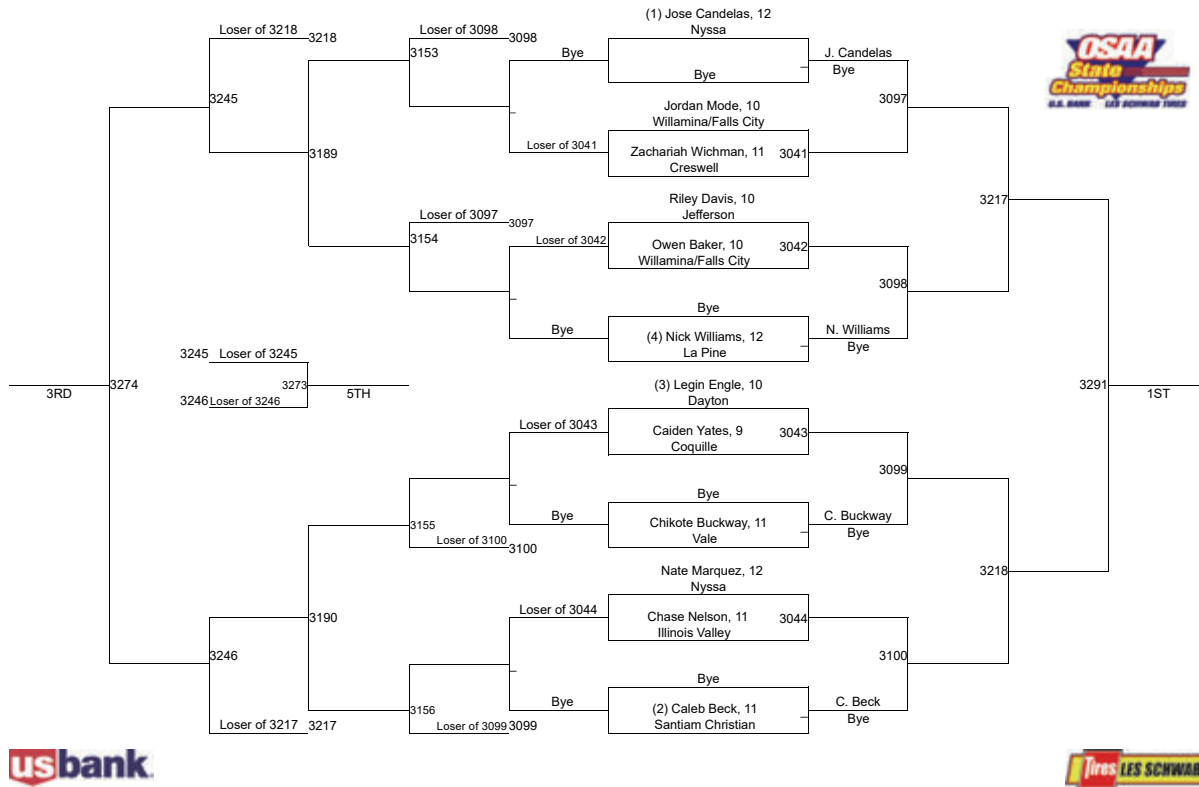 (1) Jose Candelas, 12
Nyssa
Loser of 3218
3218
Loser of 3098
3098
3153
Bye
Bye
J. Candelas
Bye
OSAA
State
Championships
U.S. BANK LES SCHWAB TIRES
3245
Jordan Mode, 10
Willamina/Falls City
3097
Loser of 3041
Zachariah Wichman, 11
3041
Creswell
3189
Riley Davis, 10
Jefferson
3217
Loser of 3097
3097
3154
Loser of 3042
Owen Baker, 10
3042
Willamina/Falls City
3098
Bye
Bye
(4) Nick Williams, 12
La Pine
N. Williams
Bye
3245
Loser of 3245
3274
3RD
3273
5TH
3246
Loser of 3246
(3) Legin Engle, 10
Dayton
3291
1ST
Loser of 3043
Caiden Yates, 9
3043
Coquille
3099
Bye
3155
Bye
Chikote Buckway, 11
Vale
C. Buckway
Bye
Loser of 3100
3100
Nate Marquez, 12
Nyssa
3218
3190
Loser of 3044
Chase Nelson, 11
3044
Illinois Valley
3246
3100
Bye
3156
Bye
(2) Caleb Beck, 11
Santiam Christian
C. Beck
Bye
Loser of 3217
3217
Loser of 3099
3099
usbank.
Tires LES SCHWAB